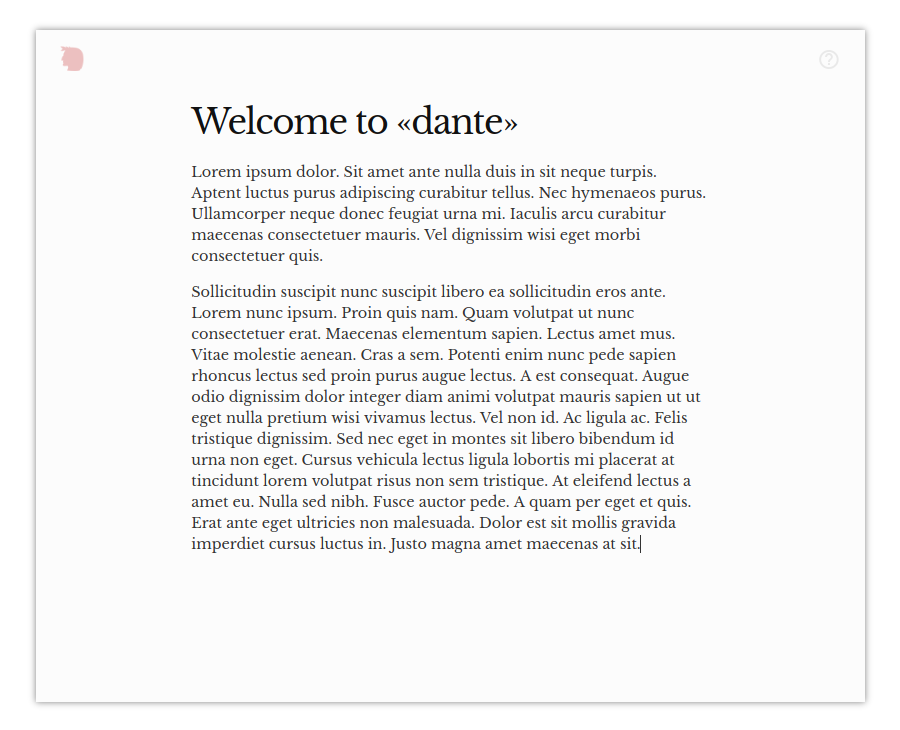 Welcome to «dante»
Lorem ipsum dolor. Sit amet ante nulla duis in sit neque turpis.
Aptent luctus purus adipiscing curabitur tellus. Nec hymenaeos purus.
Ullamcorper neque donec feugiat urna mi. Iaculis arcu curabitur
maecenas consectetuer mauris. Vel dignissim wisi eget morbi
consectetuer quis.
Sollicitudin suscipit nunc suscipit libero ea sollicitudin eros ante.
Lorem nunc ipsum. Proin quis nam. Quam volutpat ut nunc
consectetuer erat. Maecenas elementum sapien. Lectus amet mus.
Vitae molestie aenean. Cras a sem. Potenti enim nunc pede sapien
rhoncus lectus sed proin purus augue lectus. A est consequat. Augue
odio dignissim dolor integer diam animi volutpat mauris sapien ut ut
eget nulla pretium wisi vivamus lectus. Vel non id. Ac ligula ac. Felis
tristique dignissim. Sed nec eget in montes sit libero bibendum id
urna non eget. Cursus vehicula lectus ligula lobortis mi placerat at
tincidunt lorem volutpat risus non sem tristique. At eleifend lectus a
amet eu. Nulla sed nibh. Fusce auctor pede. A quam per eget et quis.
Erat ante eget ultricies non malesuada. Dolor est sit mollis gravida
imperdiet cursus luctus in. Justo magna amet maecenas at sit.